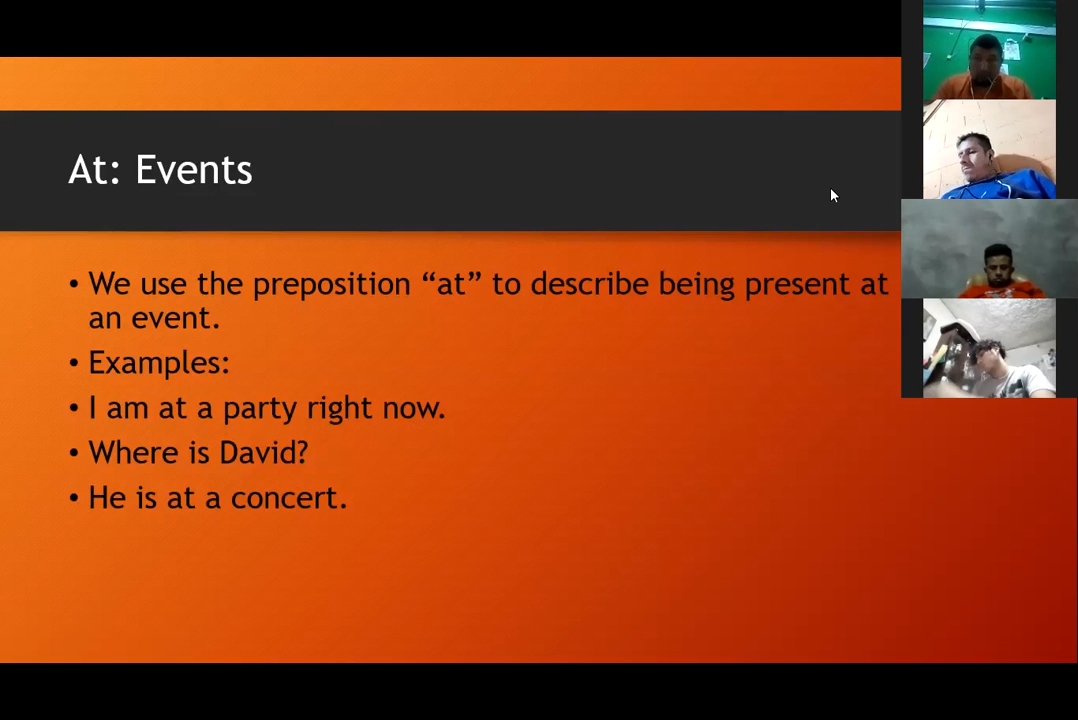 At: Events
• We use the preposition “at” to describe being present at
an event.
• Examples:
• I am at a party right now.
• Where is David?
• He is at a concert.